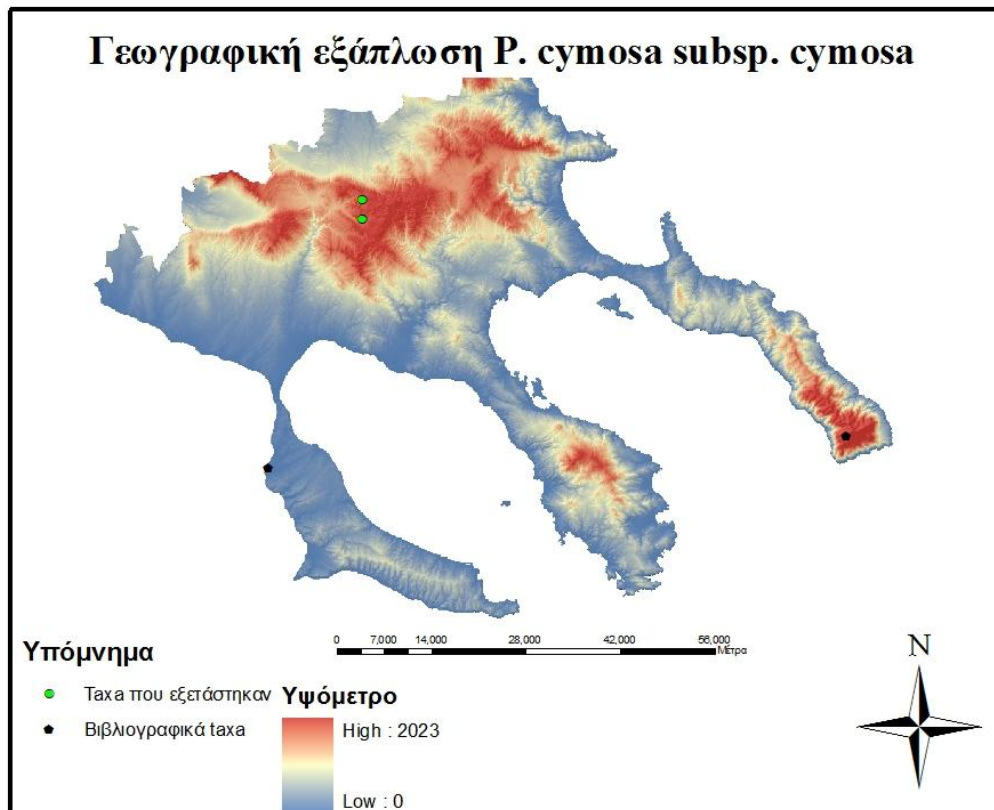 Γεωγραφική εξάπλωση P. cymosa subsp. cymosa
0 7,000 14,000 28,000 42,000 56,000
Μέτρα
Υπόμνημα
Taxa που εξετάστηκαν
Βιβλιογραφικά taxa
Υψόμετρο
High : 2023
Low : 0
N